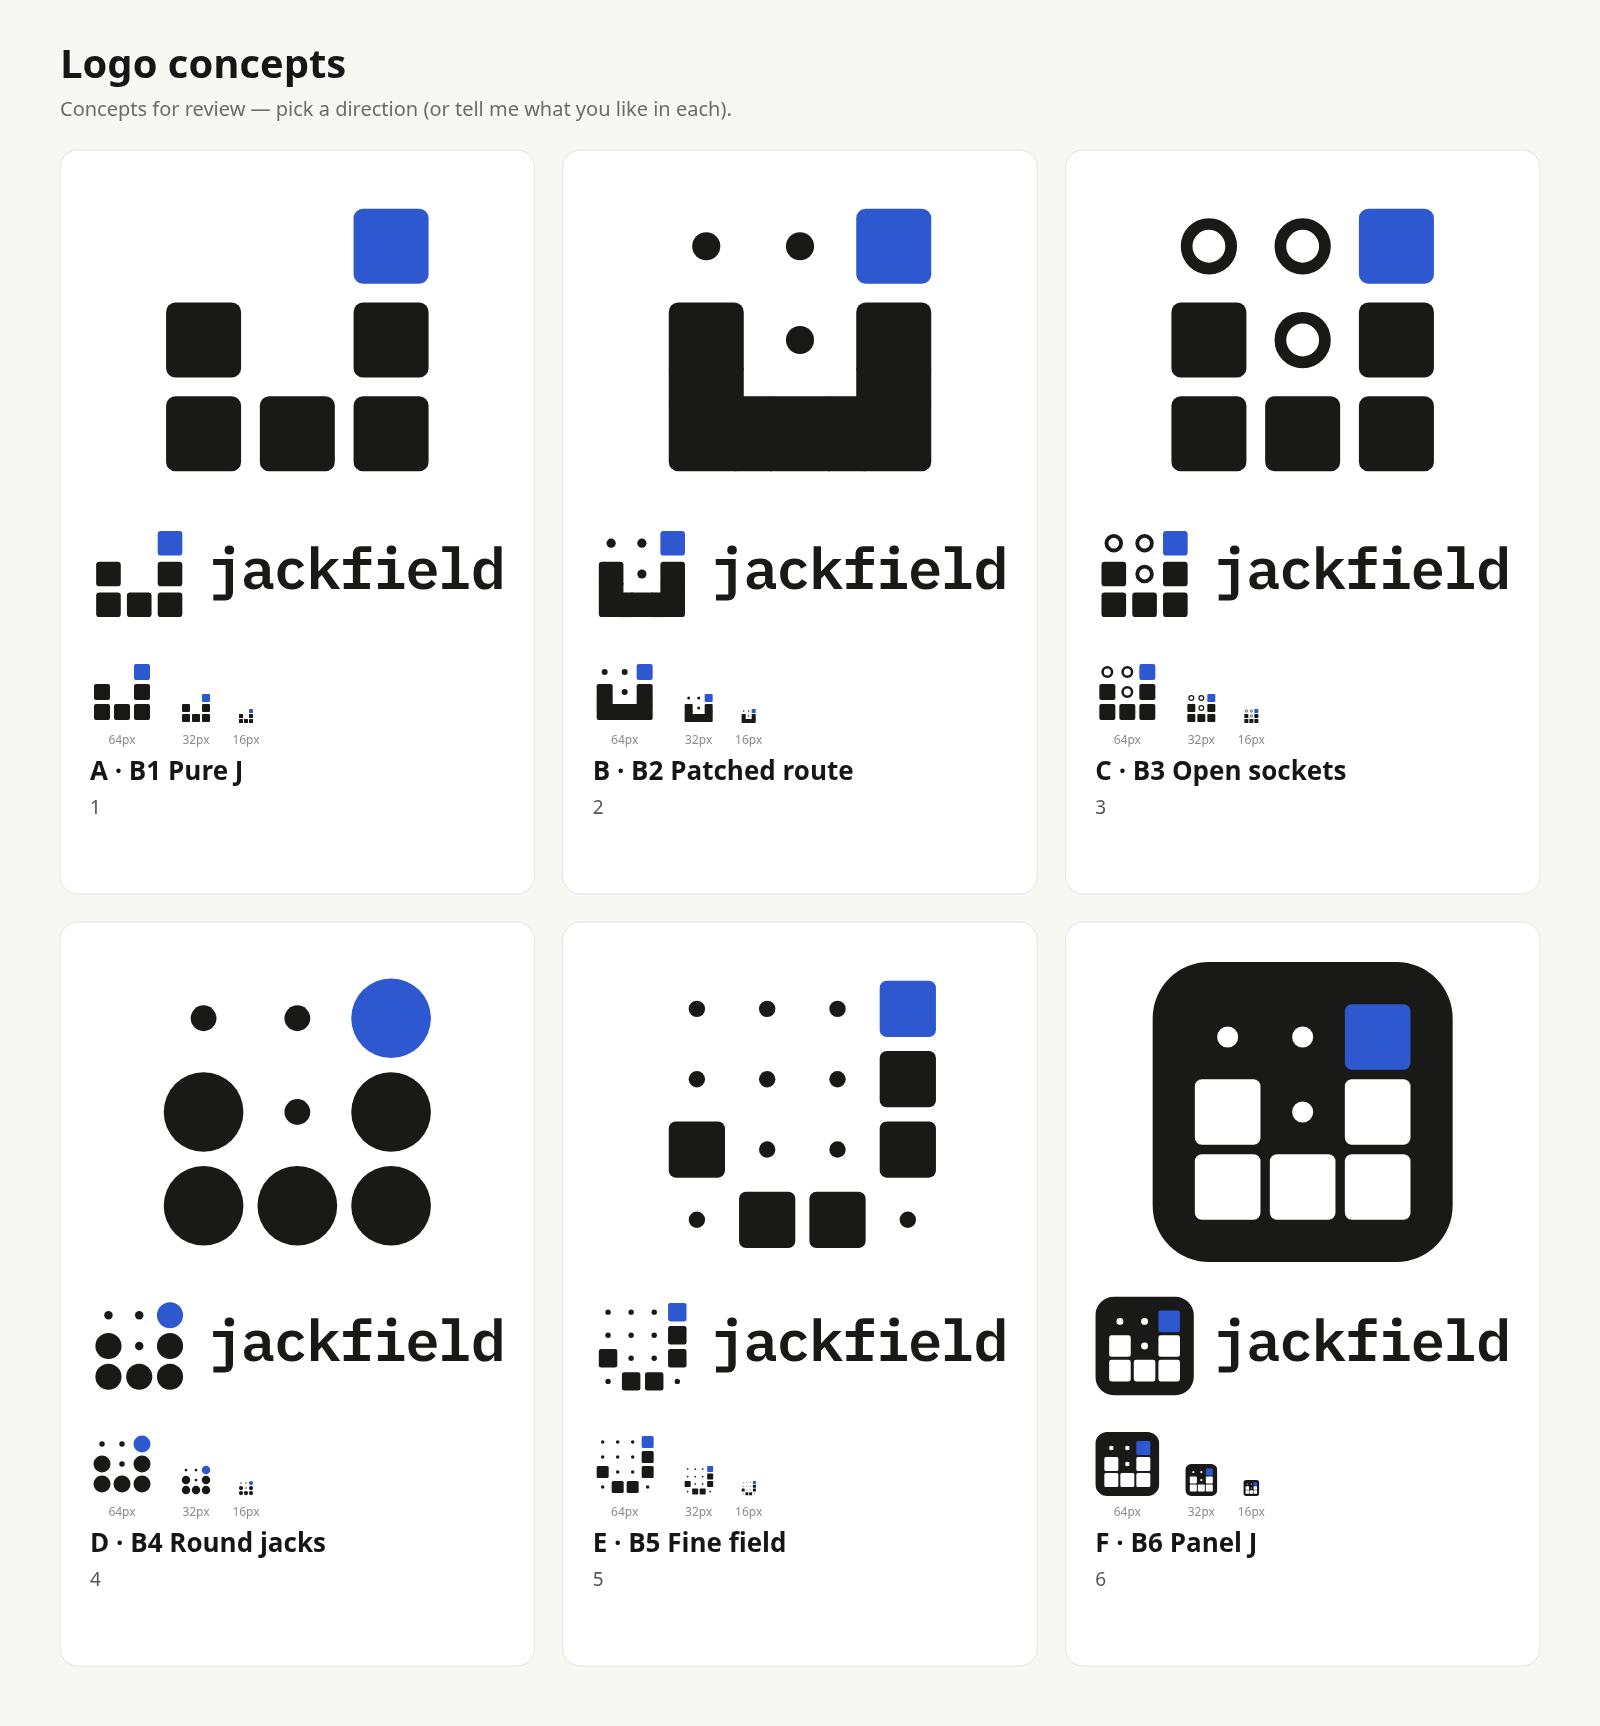 Logo concepts
Concepts for review — pick a direction (or tell me what you like in each).
jackfield
64px 32px 16px
A · B1 Pure J
1
jackfield
64px 32px 16px
B · B2 Patched route
2
jackfield
64px 32px 16px
C · B3 Open sockets
3
jackfield
64px 32px 16px
D · B4 Round jacks
4
jackfield
64px 32px 16px
E · B5 Fine field
5
jackfield
64px 32px 16px
F · B6 Panel J
6